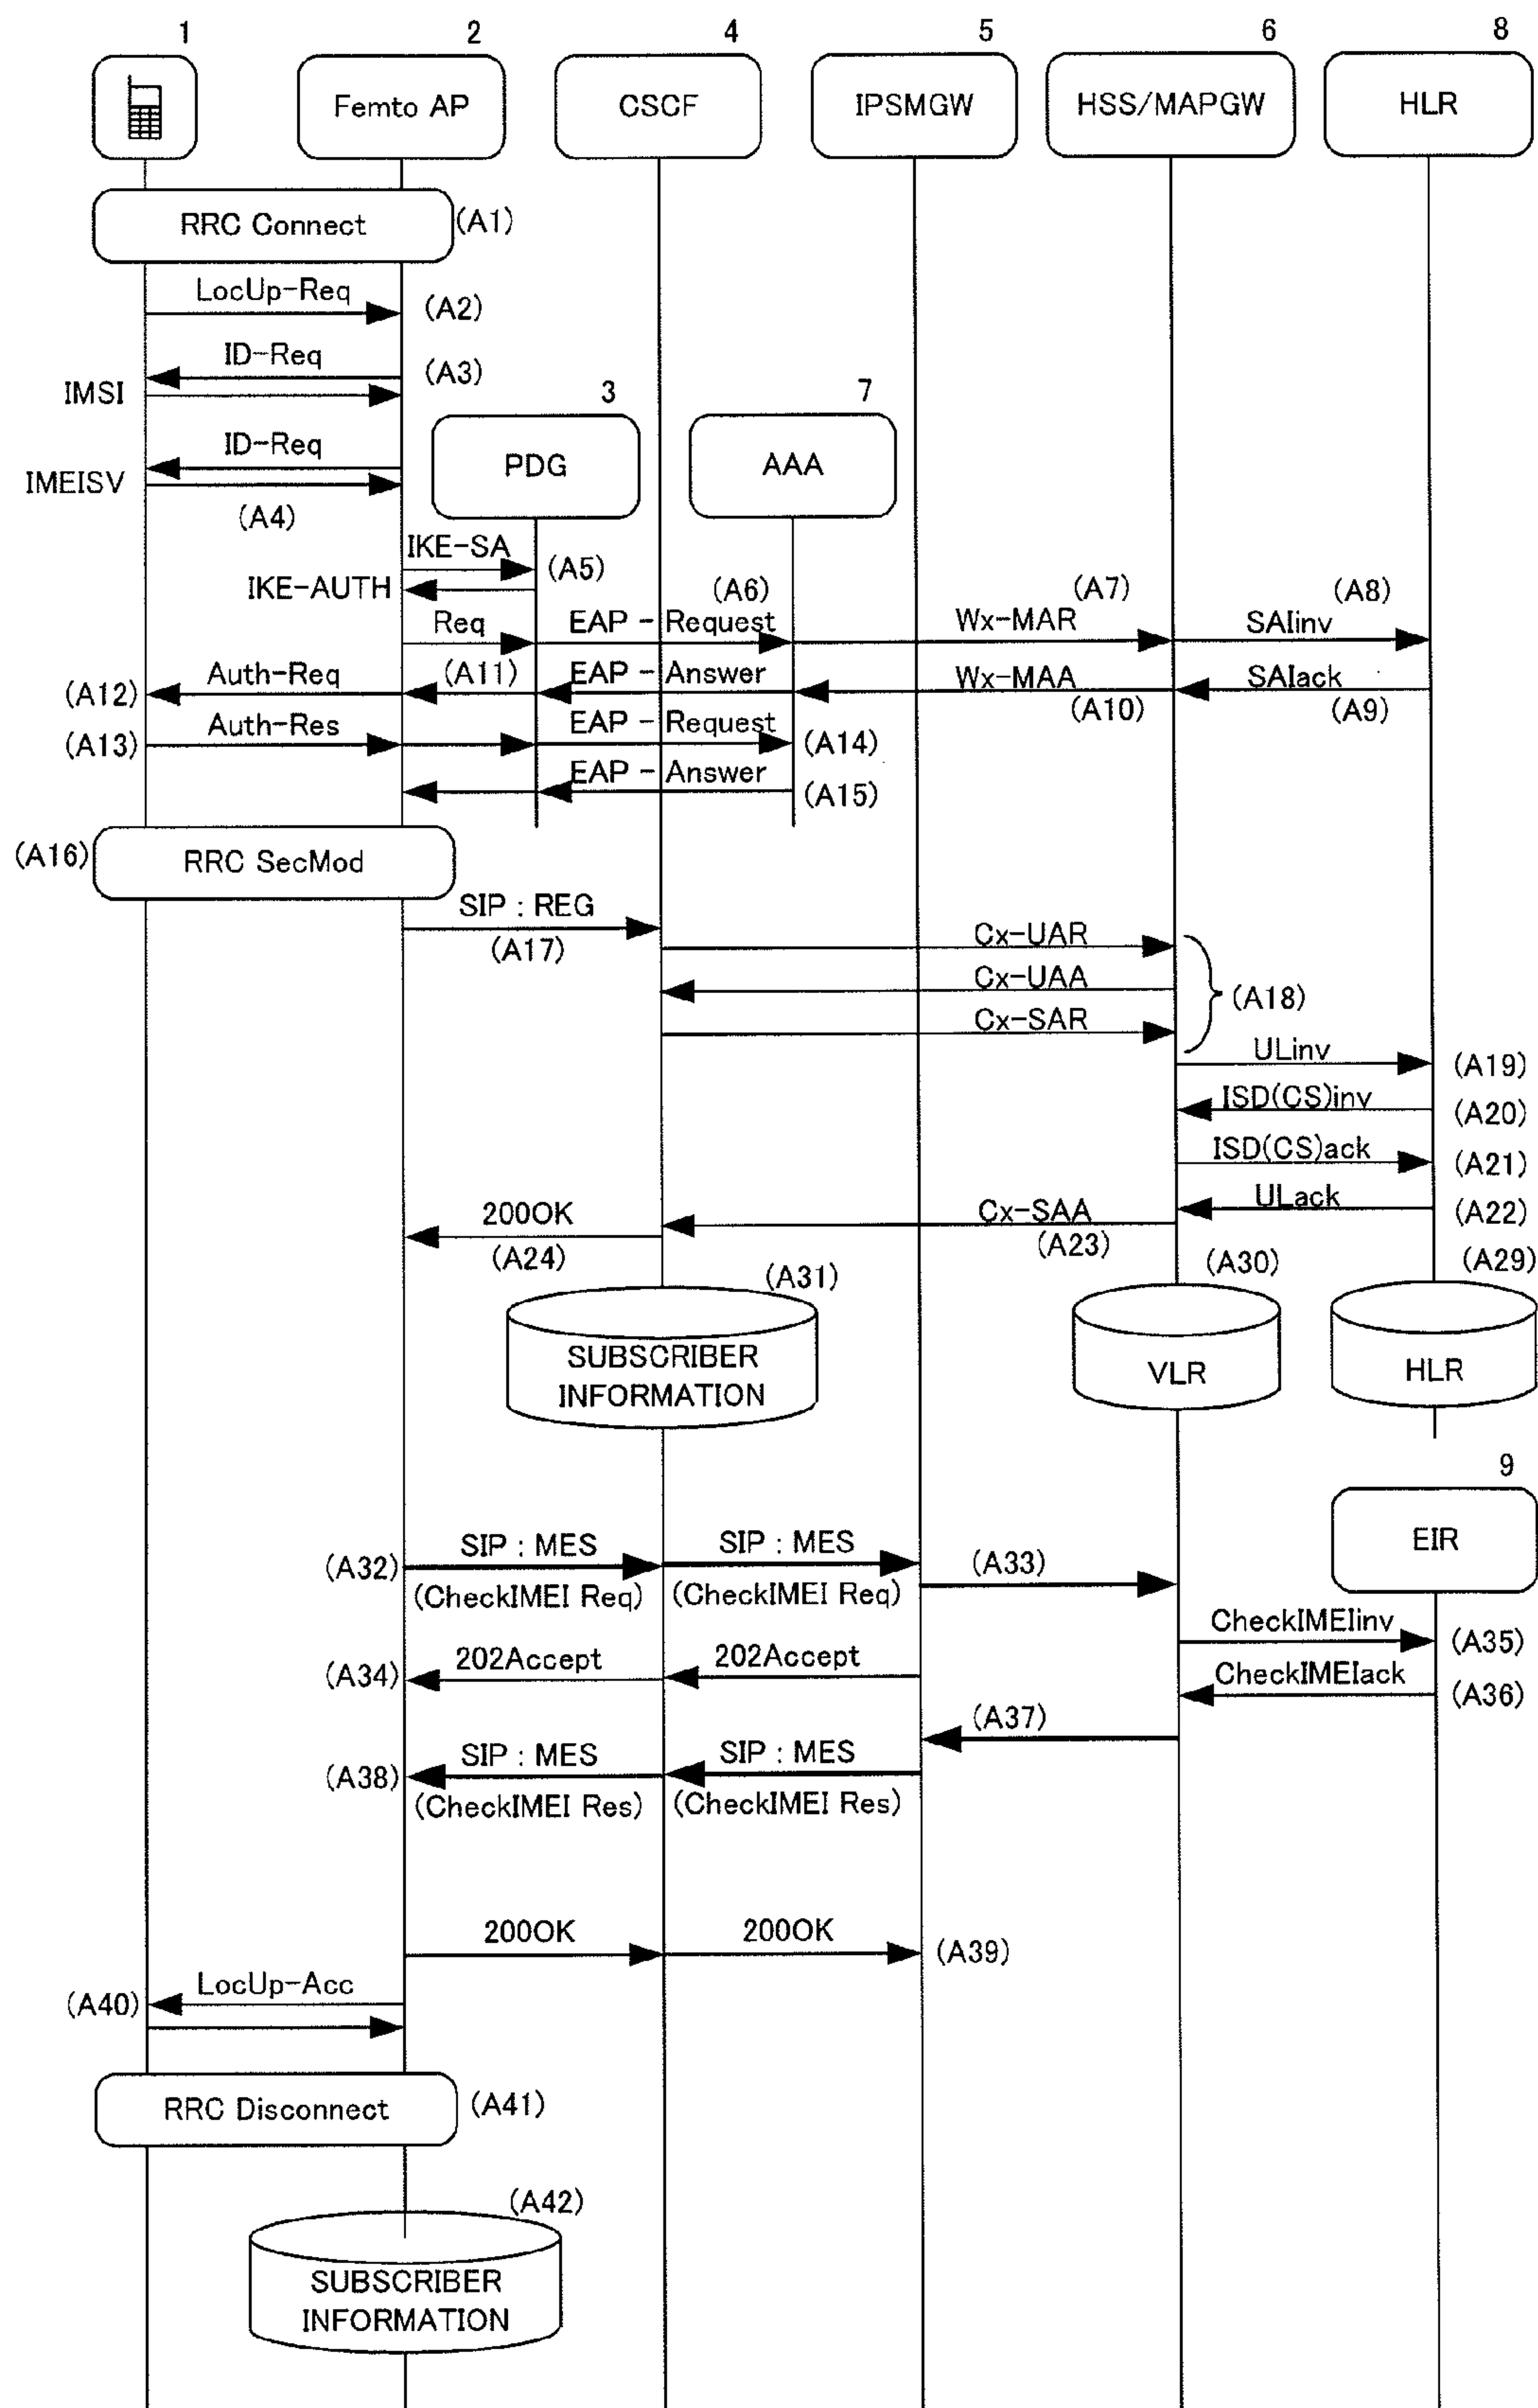 1 2 4 5 6 8
Femto AP CSCF IPSMGW HSS/MAPGW HLR
RRC Connect (A1)
LocUp-Req (A2)
ID-Req (A3)
IMSI
3 7
ID-Req
PDG AAA
IMEISV
(A4)
IKE-SA (A5)
IKE-AUTH (A6) (A7) (A8)
Req EAP - Request Wx-MAR SAIinv
(A12) Auth-Req (A11) EAP - Answer Wx-MAA SAIack
(A10) (A9)
(A13) Auth-Res EAP - Request (A14)
EAP - Answer (A15)
(A16) RRC SecMod
SIP : REG
(A17)
Cx-UAR
Cx-UAA (A18)
Cx-SAR
ULinv (A19)
ISD(CS)inv (A20)
ISD(CS)ack (A21)
ULack (A22)
200OK Cx-SAA
(A24) (A23)
(A31) (A30) (A29)
SUBSCRIBER
INFORMATION
VLR HLR
9
EIR
(A32) SIP : MES SIP : MES (A33)
(CheckIMEI Req) (CheckIMEI Req)
CheckIMEIinv (A35)
(A34) 202Accept 202Accept
CheckIMEIack (A36)
(A37)
(A38) SIP : MES SIP : MES
(CheckIMEI Res) (CheckIMEI Res)
200OK 200OK (A39)
(A40) LocUp-Acc
RRC Disconnect (A41)
(A42)
SUBSCRIBER
INFORMATION